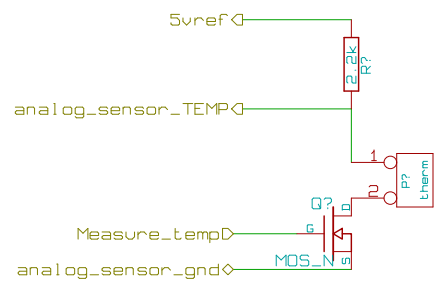 5vref
2.2k
R?
analog_sensor_TEMP
1
P?
therm
2
Q?
D
G
Measure_temp
MOS_N
S
analog_sensor_gnd